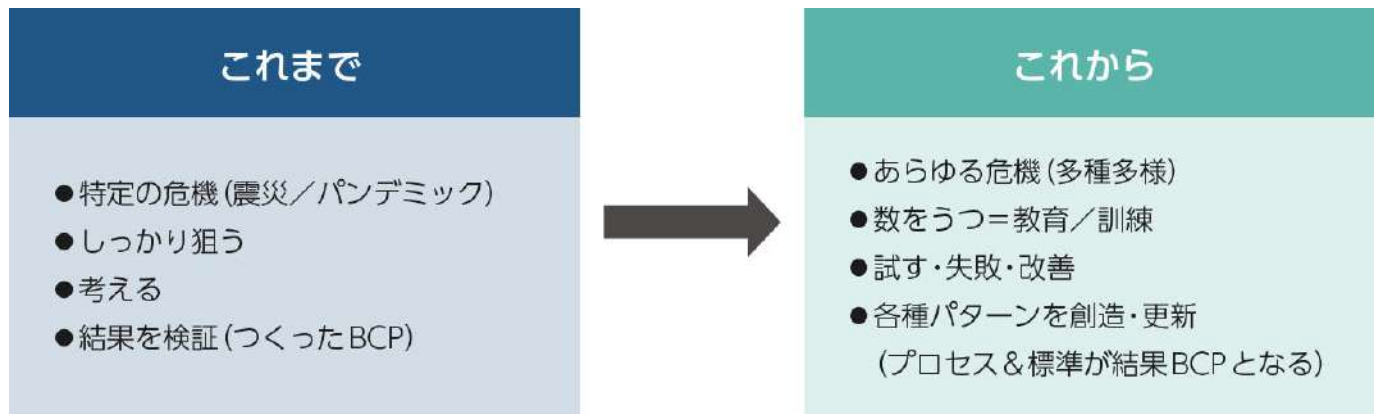 これまで
●特定の危機(震災／パンデミック)
●しっかり狙う
●考える
●結果を検証(つくったBCP)
これから
●あらゆる危機(多種多様)
●数をうつ＝教育／訓練
●試す・失敗・改善
●各種パターンを創造・更新
(プロセス＆標準が結果BCPとなる)